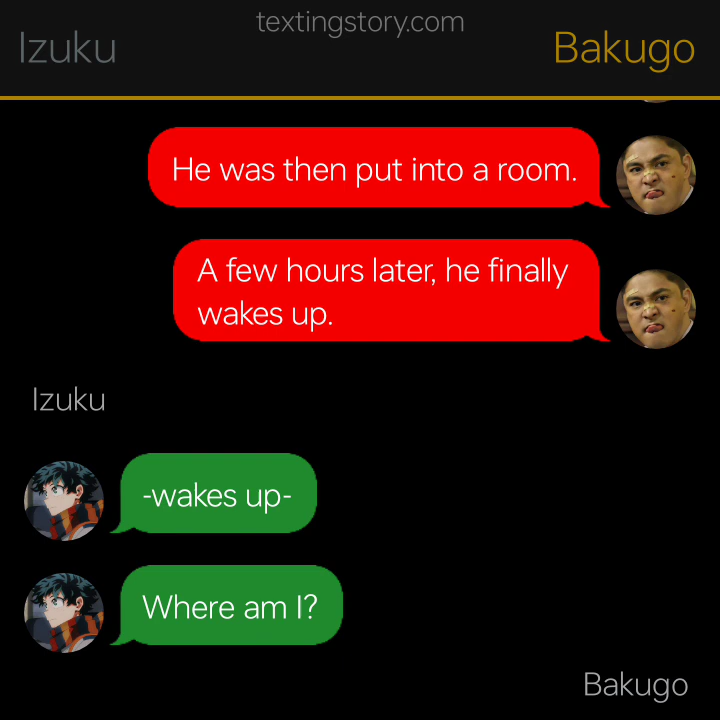 textingstory.com
Izuku
Bakugo
He was then put into a room.
A few hours later, he finally
wakes up.
Izuku
-wakes up-
Where am I?
Bakugo